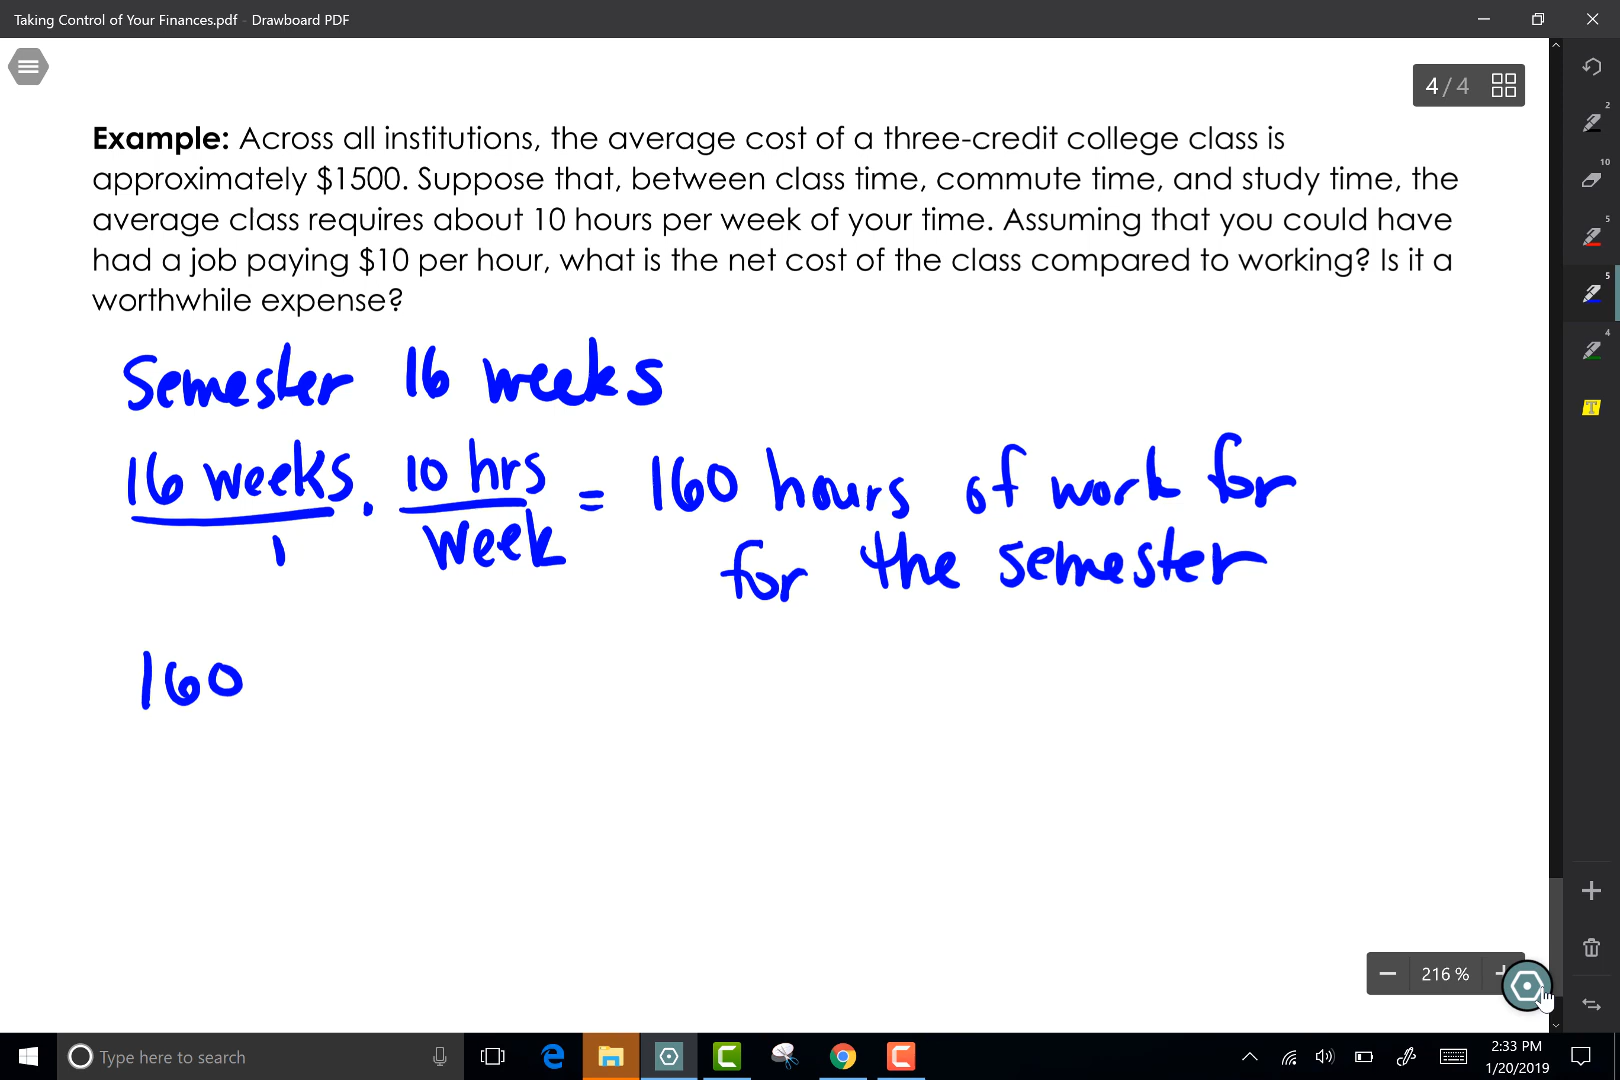 Taking Control of Your Finances.pdf - Drawboard PDF
4 / 4
Example: Across all institutions, the average cost of a three-credit college class is
approximately $1500. Suppose that, between class time, commute time, and study time, the
average class requires about 10 hours per week of your time. Assuming that you could have
had a job paying $10 per hour, what is the net cost of the class compared to working? Is it a
worthwhile expense?
Semester 16 weeks
16 weeks / 1 · 10 hrs / week = 160 hours of work for
for the semester
160
2
10
5
5
4
T
216 %
Type here to search
2:33 PM
1/20/2019